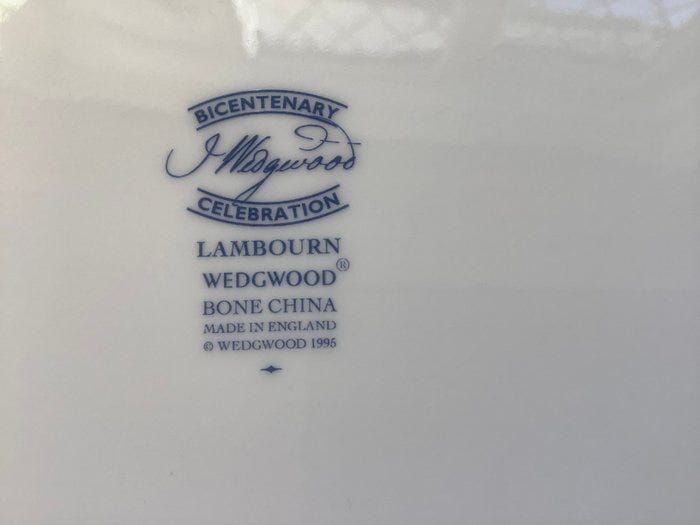 BICENTENARY
J Wedgwood
CELEBRATION
LAMBOURN
WEDGWOOD®
BONE CHINA
MADE IN ENGLAND
© WEDGWOOD 1995